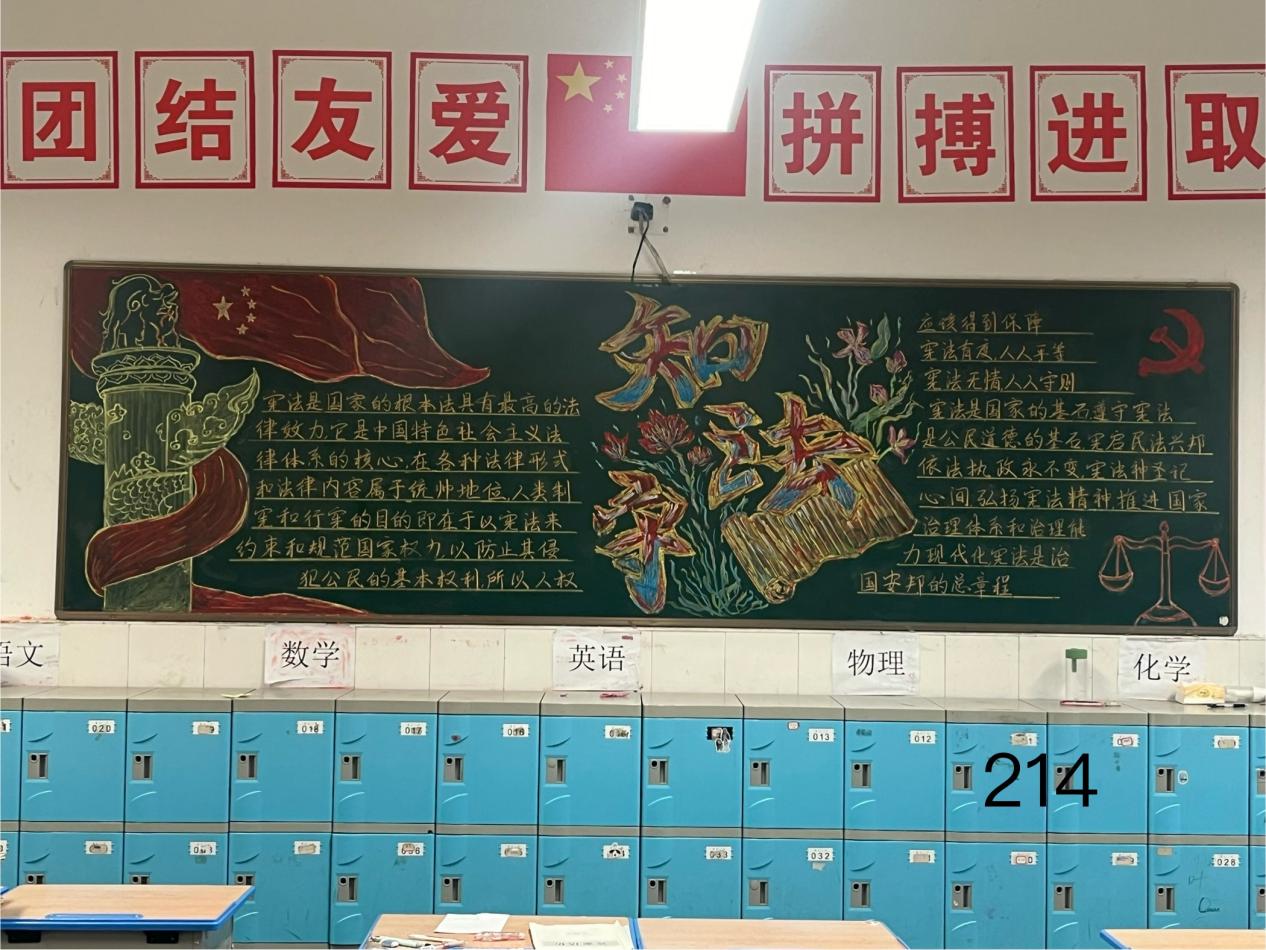 团结友爱
拼搏进取
知
法
学
宪法是国家的根本法具有最高的法
律效力它是中国特色社会主义法
律体系的核心,在各种法律形式
和法律内容属于统帅地位,人类制
宪和行宪的目的即在于以宪法来
约束和规范国家权力,以防止其侵
犯公民的基本权利所以人权
应该得到保障
宪法有度,人人平等
宪法无情人人守则
宪法是国家的基石遵守宪法
是公民道德的基石宪启民法兴邦
依法执政永不变宪法神圣记
心间弘扬宪法精神推进国家
治理体系和治理能
力现代化宪法是治
国安邦的总章程
语文
数学
英语
物理
化学
020
018
017
016
013
012
214
033
032
028